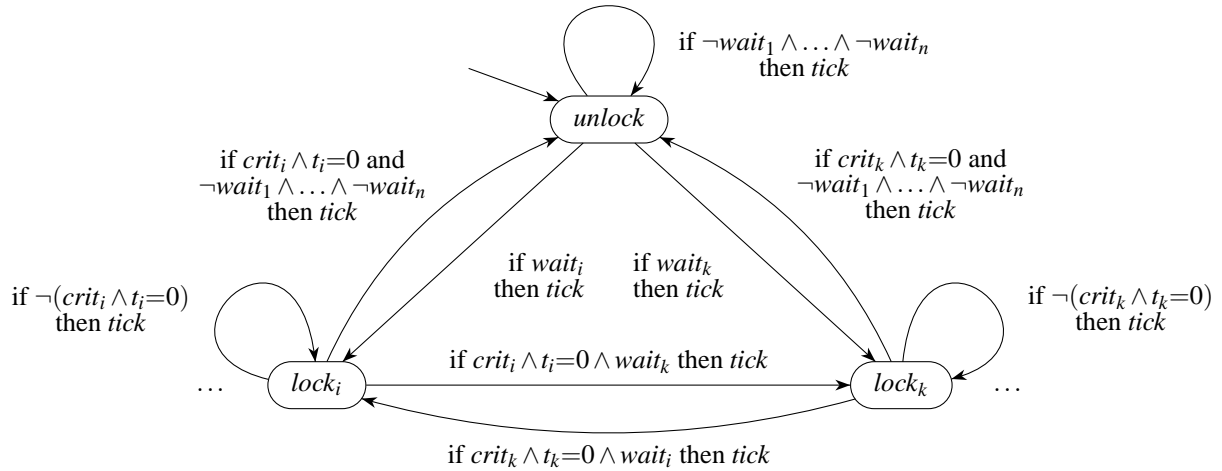 if ¬wait₁ ∧ … ∧ ¬waitₙ
then tick
unlock
if critᵢ ∧ tᵢ=0 and
¬wait₁ ∧ … ∧ ¬waitₙ
then tick
if critₖ ∧ tₖ=0 and
¬wait₁ ∧ … ∧ ¬waitₙ
then tick
if waitᵢ
then tick
if waitₖ
then tick
if ¬(critᵢ ∧ tᵢ=0)
then tick
if ¬(critₖ ∧ tₖ=0)
then tick
if critᵢ ∧ tᵢ=0 ∧ waitₖ then tick
… lockᵢ
lockₖ …
if critₖ ∧ tₖ=0 ∧ waitᵢ then tick